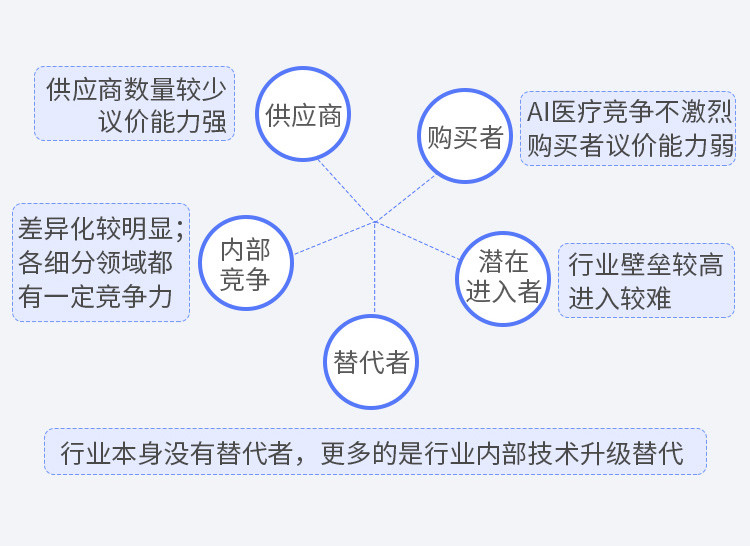 供应商数量较少
议价能力强
供应商
购买者
AI医疗竞争不激烈
购买者议价能力弱
差异化较明显；
各细分领域都
有一定竞争力
内部
竞争
潜在
进入者
行业壁垒较高
进入较难
替代者
行业本身没有替代者，更多的是行业内部技术升级替代